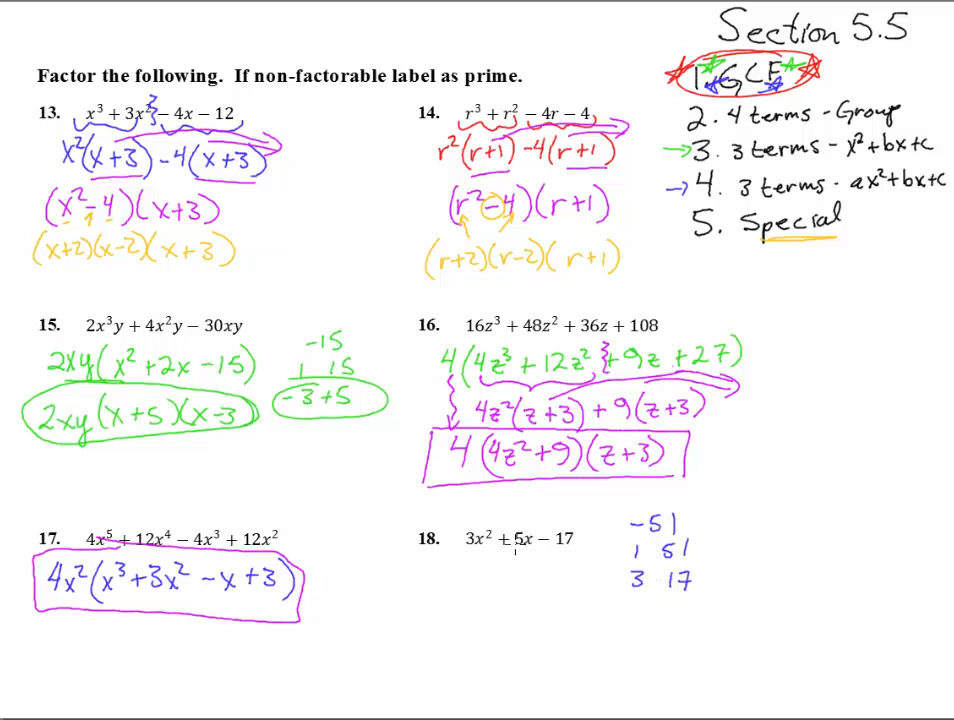 Section 5.5
1. GCF
2. 4 terms - Group
3. 3 terms - x² + bx + c
4. 3 terms - ax² + bx + c
5. Special
Factor the following. If non-factorable label as prime.
13. x³ + 3x² − 4x − 12
x²(x+3) −4(x+3)
(x² − 4)(x+3)
(x+2)(x−2)(x+3)
14. r³ + r² − 4r − 4
r²(r+1) −4(r+1)
(r² − 4)(r+1)
(r+2)(r−2)(r+1)
15. 2x³y + 4x²y − 30xy
2xy(x² + 2x − 15)
2xy(x+5)(x−3)
−15
1 15
−3 +5
16. 16z³ + 48z² + 36z + 108
4(4z³ + 12z² + 9z + 27)
4z²(z+3) + 9(z+3)
4(4z² + 9)(z+3)
17. 4x⁵ + 12x⁴ − 4x³ + 12x²
4x²(x³ + 3x² − x + 3)
18. 3x² + 5x − 17
−51
1 51
3 17